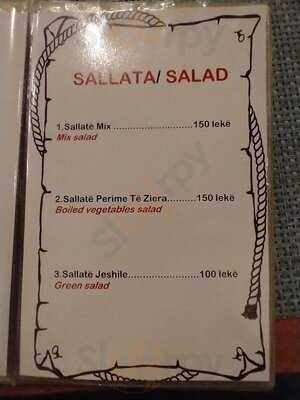 SALLATA/ SALAD
1.Sallatë Mix ...........................150 lekë
Mix salad
2.Sallatë Perime Të Ziera..........150 lekë
Boiled vegetables salad
3.Sallatë Jeshile........................100 lekë
Green salad